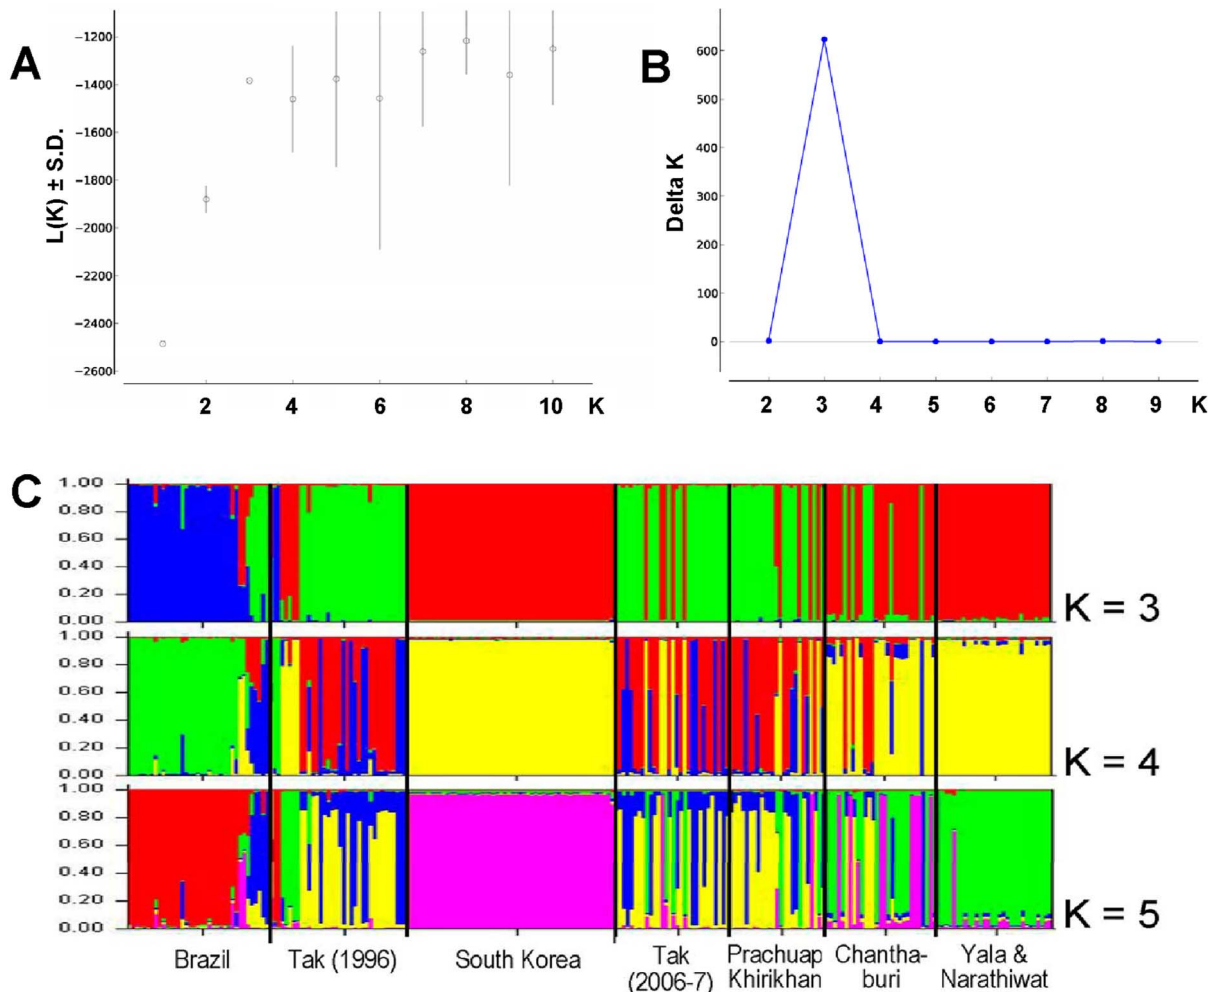 A
L(K) ± S.D.
−1200
−1400
−1600
−1800
−2000
−2200
−2400
−2600
2 4 6 8 10 K
B
Delta K
600
500
400
300
200
100
0
2 3 4 5 6 7 8 9 K
C
1.00
0.80
0.60
0.40
0.20
0.00
K = 3
1.00
0.80
0.60
0.40
0.20
0.00
K = 4
1.00
0.80
0.60
0.40
0.20
0.00
K = 5
Brazil Tak (1996) South Korea Tak Prachuap Chantha- Yala &
(2006-7) Khirikhan buri Narathiwat